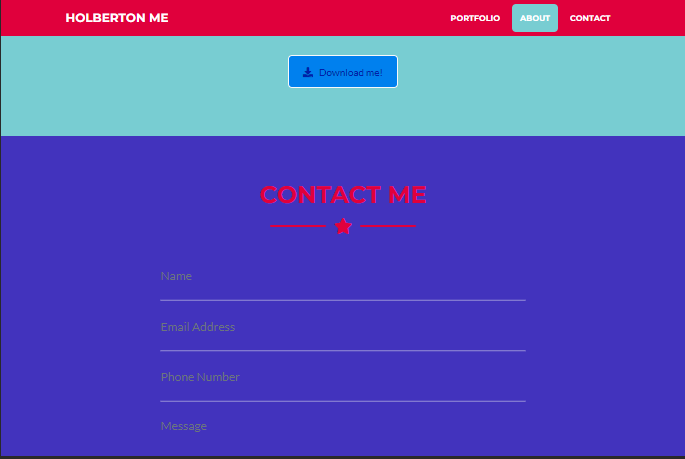 HOLBERTON ME
PORTFOLIO ABOUT CONTACT
Download me!
CONTACT ME
Name
Email Address
Phone Number
Message